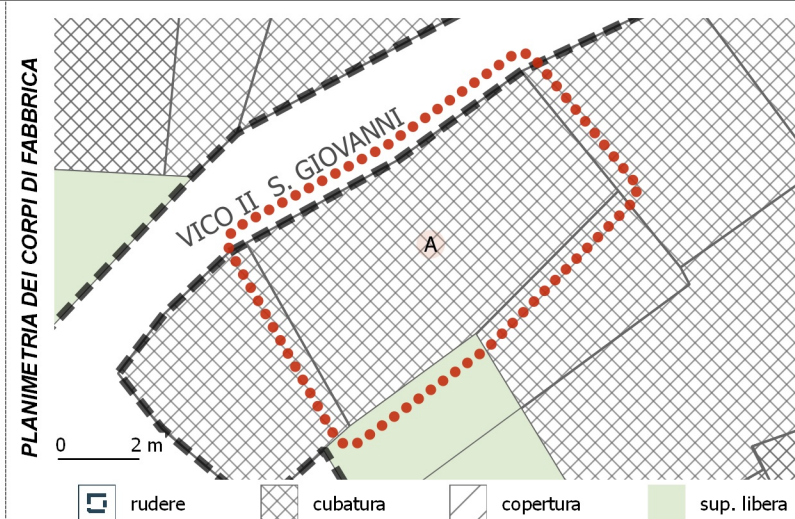 PLANIMETRIA DEI CORPI DI FABBRICA
VICO II S. GIOVANNI
A
0 2 m
rudere cubatura copertura sup. libera